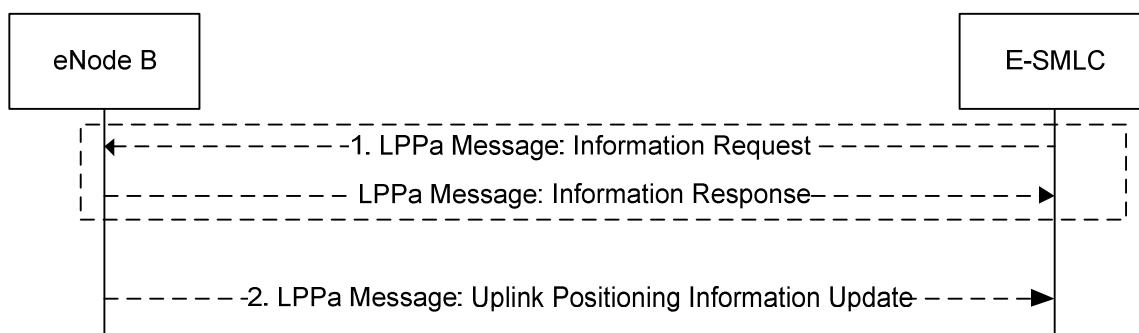 eNode B
E-SMLC
1. LPPa Message: Information Request
LPPa Message: Information Response
2. LPPa Message: Uplink Positioning Information Update